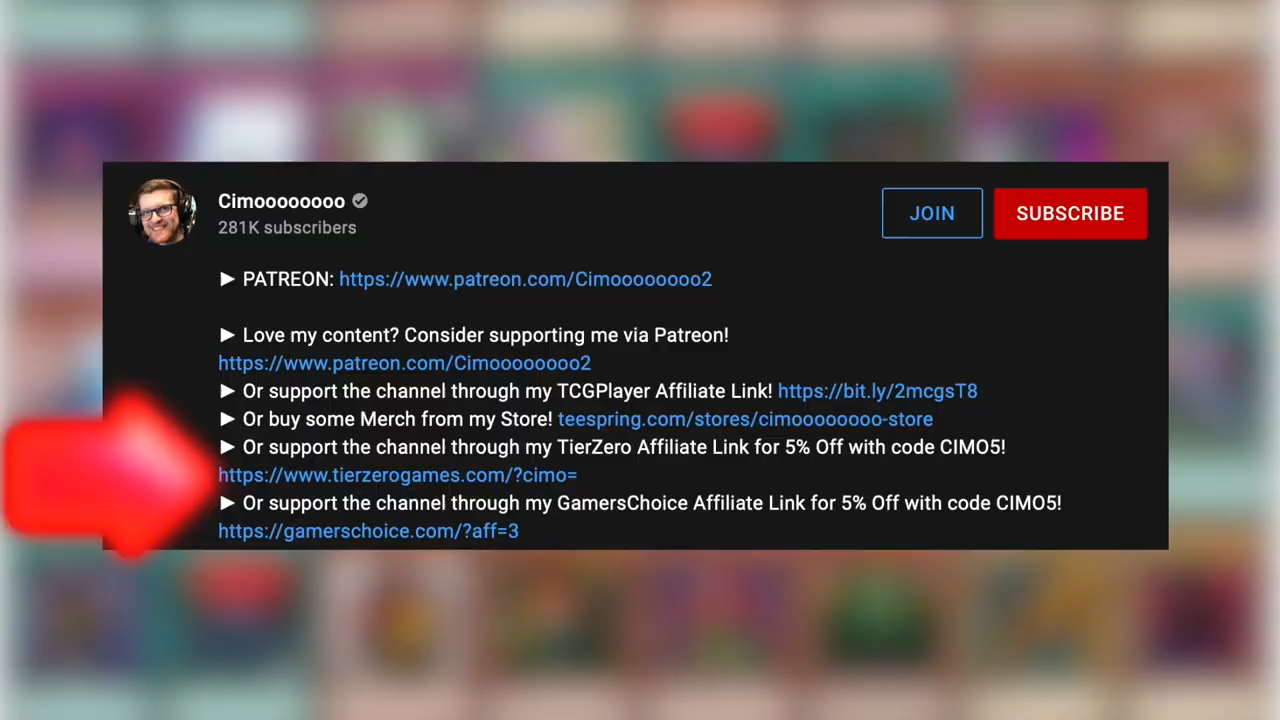 Cimoooooooo
281K subscribers
JOIN
SUBSCRIBE
► PATREON: https://www.patreon.com/Cimoooooooo2
► Love my content? Consider supporting me via Patreon!
https://www.patreon.com/Cimoooooooo2
► Or support the channel through my TCGPlayer Affiliate Link! https://bit.ly/2mcgsT8
► Or buy some Merch from my Store! teespring.com/stores/cimoooooooo-store
► Or support the channel through my TierZero Affiliate Link for 5% Off with code CIMO5!
https://www.tierzerogames.com/?cimo=
► Or support the channel through my GamersChoice Affiliate Link for 5% Off with code CIMO5!
https://gamerschoice.com/?aff=3